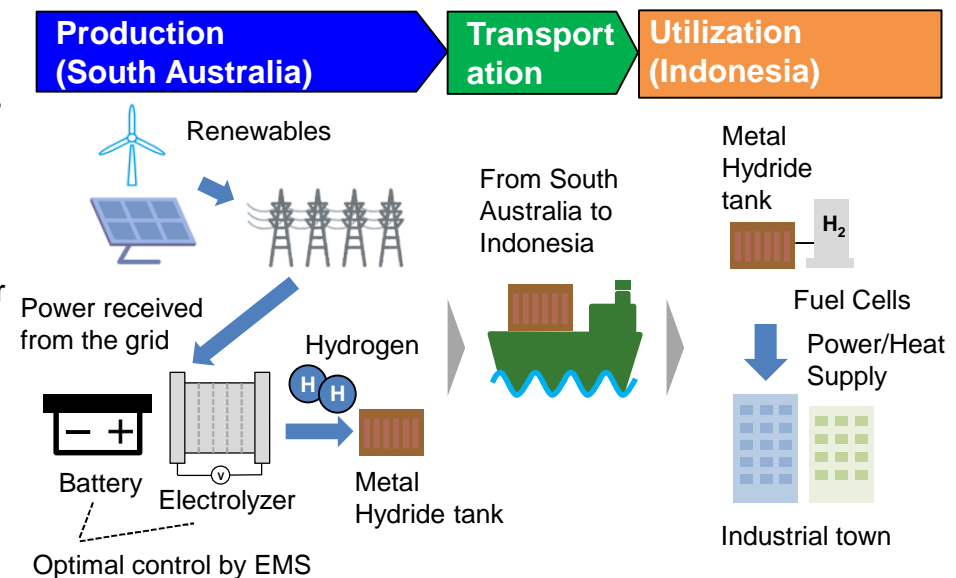 Production
(South Australia)
Transport
ation
Utilization
(Indonesia)
Renewables
Power received
from the grid
Hydrogen
H
H
Battery
V
Electrolyzer
Metal
Hydride tank
Optimal control by EMS
From South
Australia to
Indonesia
Metal
Hydride
tank
H2
Fuel Cells
Power/Heat
Supply
Industrial town